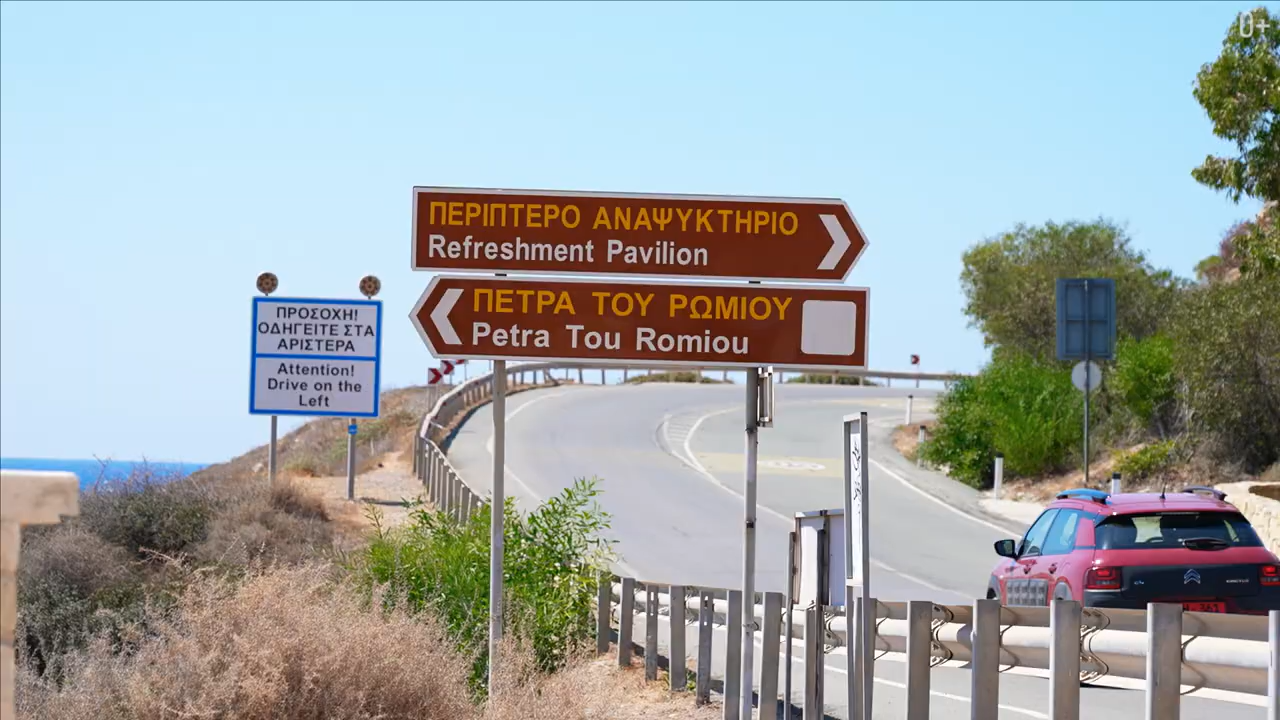 0+
ΠΕΡΙΠΤΕΡΟ ΑΝΑΨΥΚΤΗΡΙΟ
Refreshment Pavilion
ΠΕΤΡΑ ΤΟΥ ΡΩΜΙΟΥ
Petra Tou Romiou
ΠΡΟΣΟΧΗ!
ΟΔΗΓΕΙΤΕ ΣΤΑ
ΑΡΙΣΤΕΡΑ
Attention!
Drive on the
Left